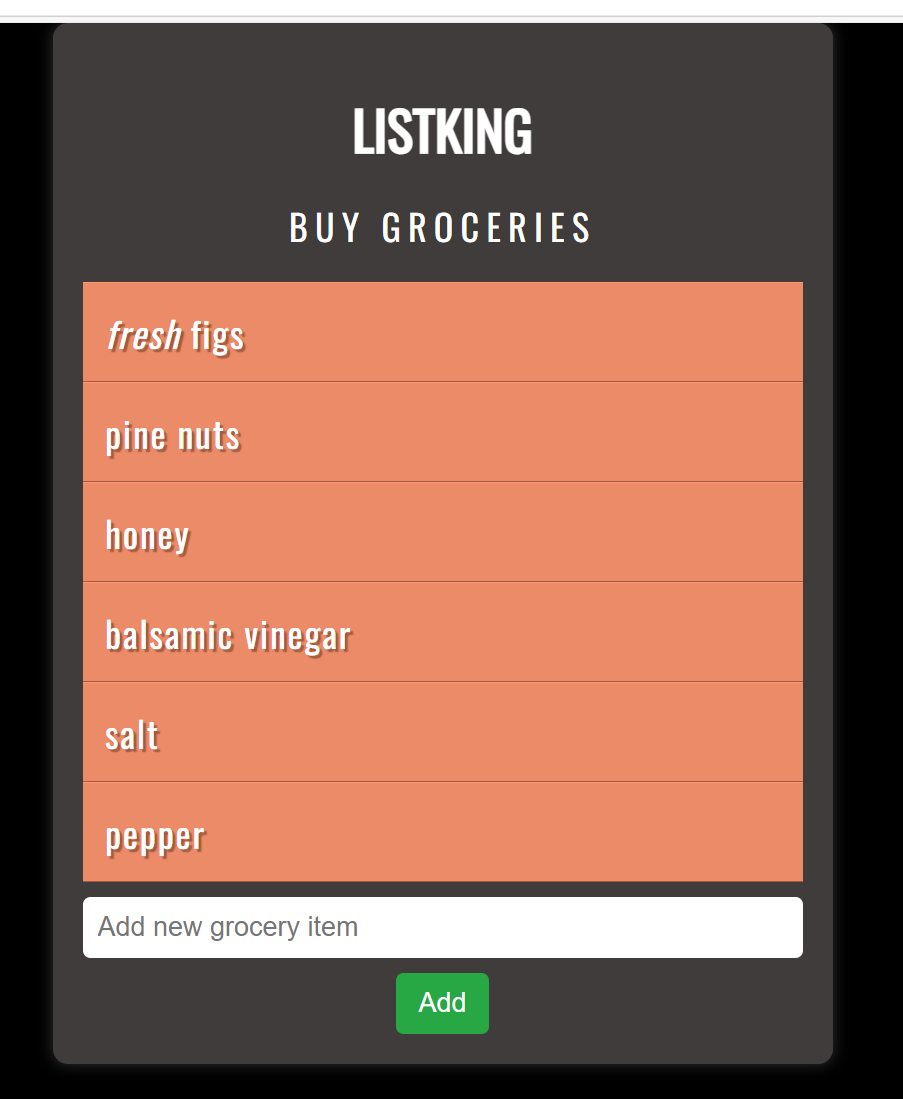 LISTKING
BUY GROCERIES
fresh figs
pine nuts
honey
balsamic vinegar
salt
pepper
Add new grocery item
Add